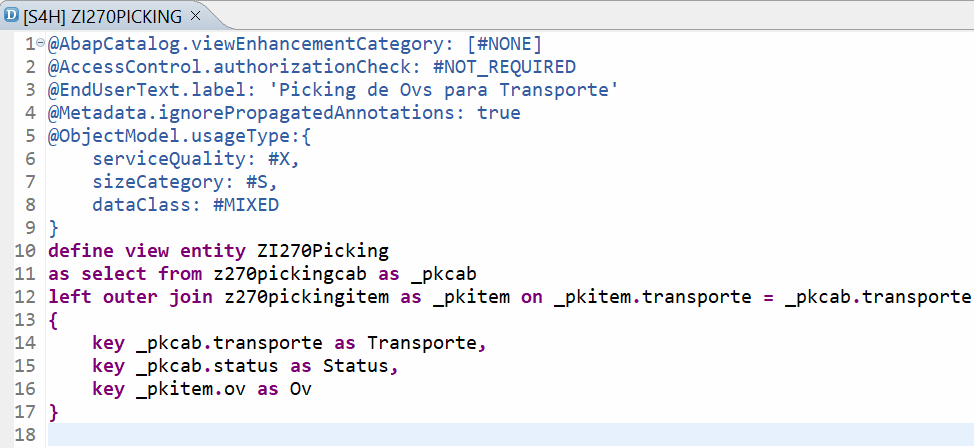 [S4H] ZI270PICKING
1 @AbapCatalog.viewEnhancementCategory: [#NONE]
2 @AccessControl.authorizationCheck: #NOT_REQUIRED
3 @EndUserText.label: 'Picking de Ovs para Transporte'
4 @Metadata.ignorePropagatedAnnotations: true
5 @ObjectModel.usageType:{
6     serviceQuality: #X,
7     sizeCategory: #S,
8     dataClass: #MIXED
9 }
10 define view entity ZI270Picking
11 as select from z270pickingcab as _pkcab
12 left outer join z270pickingitem as _pkitem on _pkitem.transporte = _pkcab.transporte
13 {
14     key _pkcab.transporte as Transporte,
15     key _pkcab.status as Status,
16     key _pkitem.ov as Ov
17 }
18